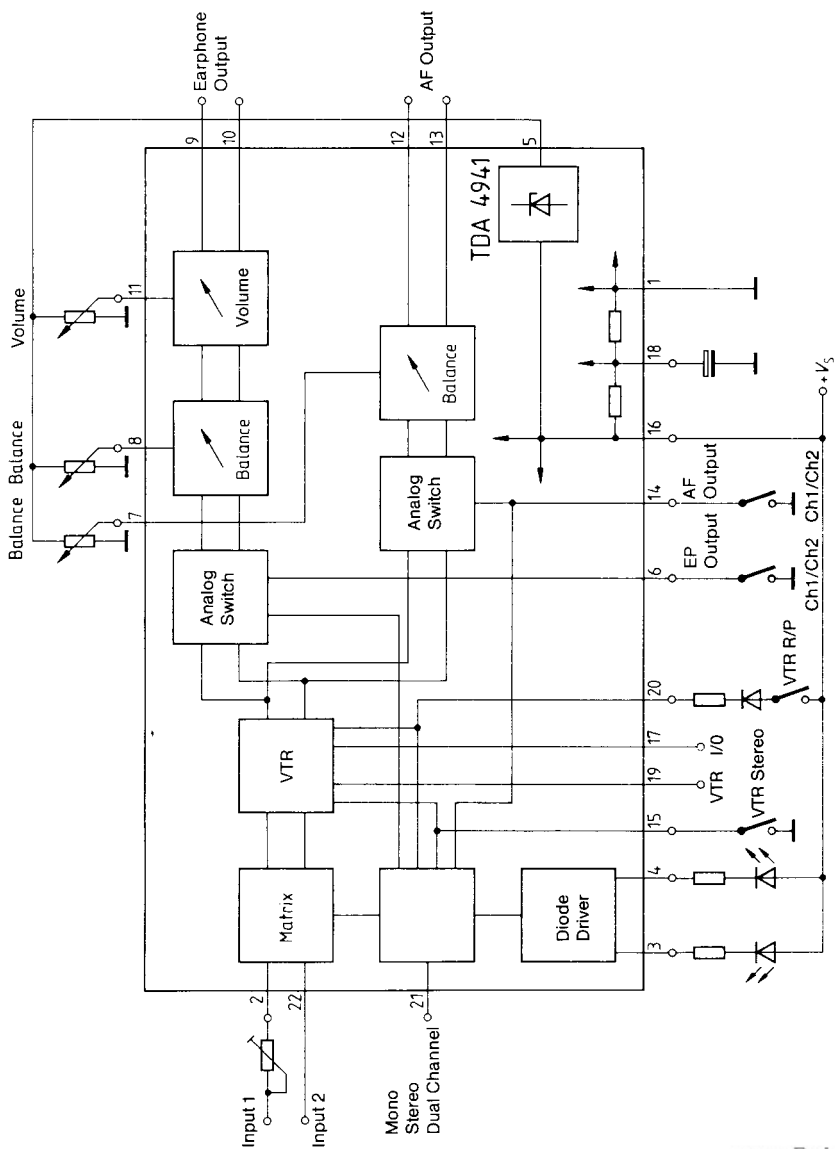 Volume
Balance
Balance
Earphone
Output
AF Output
11
8
7
9
10
12
13
5
Volume
Balance
Balance
Analog
Switch
Analog
Switch
TDA 4941
VTR
Matrix
Diode
Driver
2
22
21
Input 1
Input 2
Mono
Stereo
Dual Channel
3
4
15
19
17
20
6
14
16
18
1
VTR Stereo
VTR I/O
VTR R/P
EP
Output
Ch1/Ch2
AF
Output
Ch1/Ch2
+VS